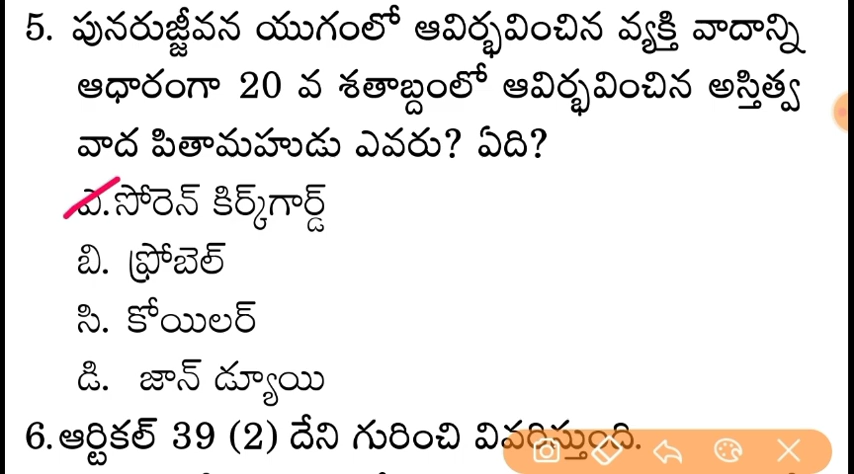 5. పునరుజ్జీవన యుగంలో ఆవిర్భవించిన వ్యక్తి వాదాన్ని
ఆధారంగా 20 వ శతాబ్దంలో ఆవిర్భవించిన అస్తిత్వ
వాద పితామహుడు ఎవరు? ఏది?
ఎ.సోరెన్ కిర్క్‌గార్డ్
బి. ఫ్రోబెల్
సి. కోయిలర్
డి. జాన్ డ్యూయి
6.ఆర్టికల్ 39 (2) దేని గురించి వివరిస్తుంది.